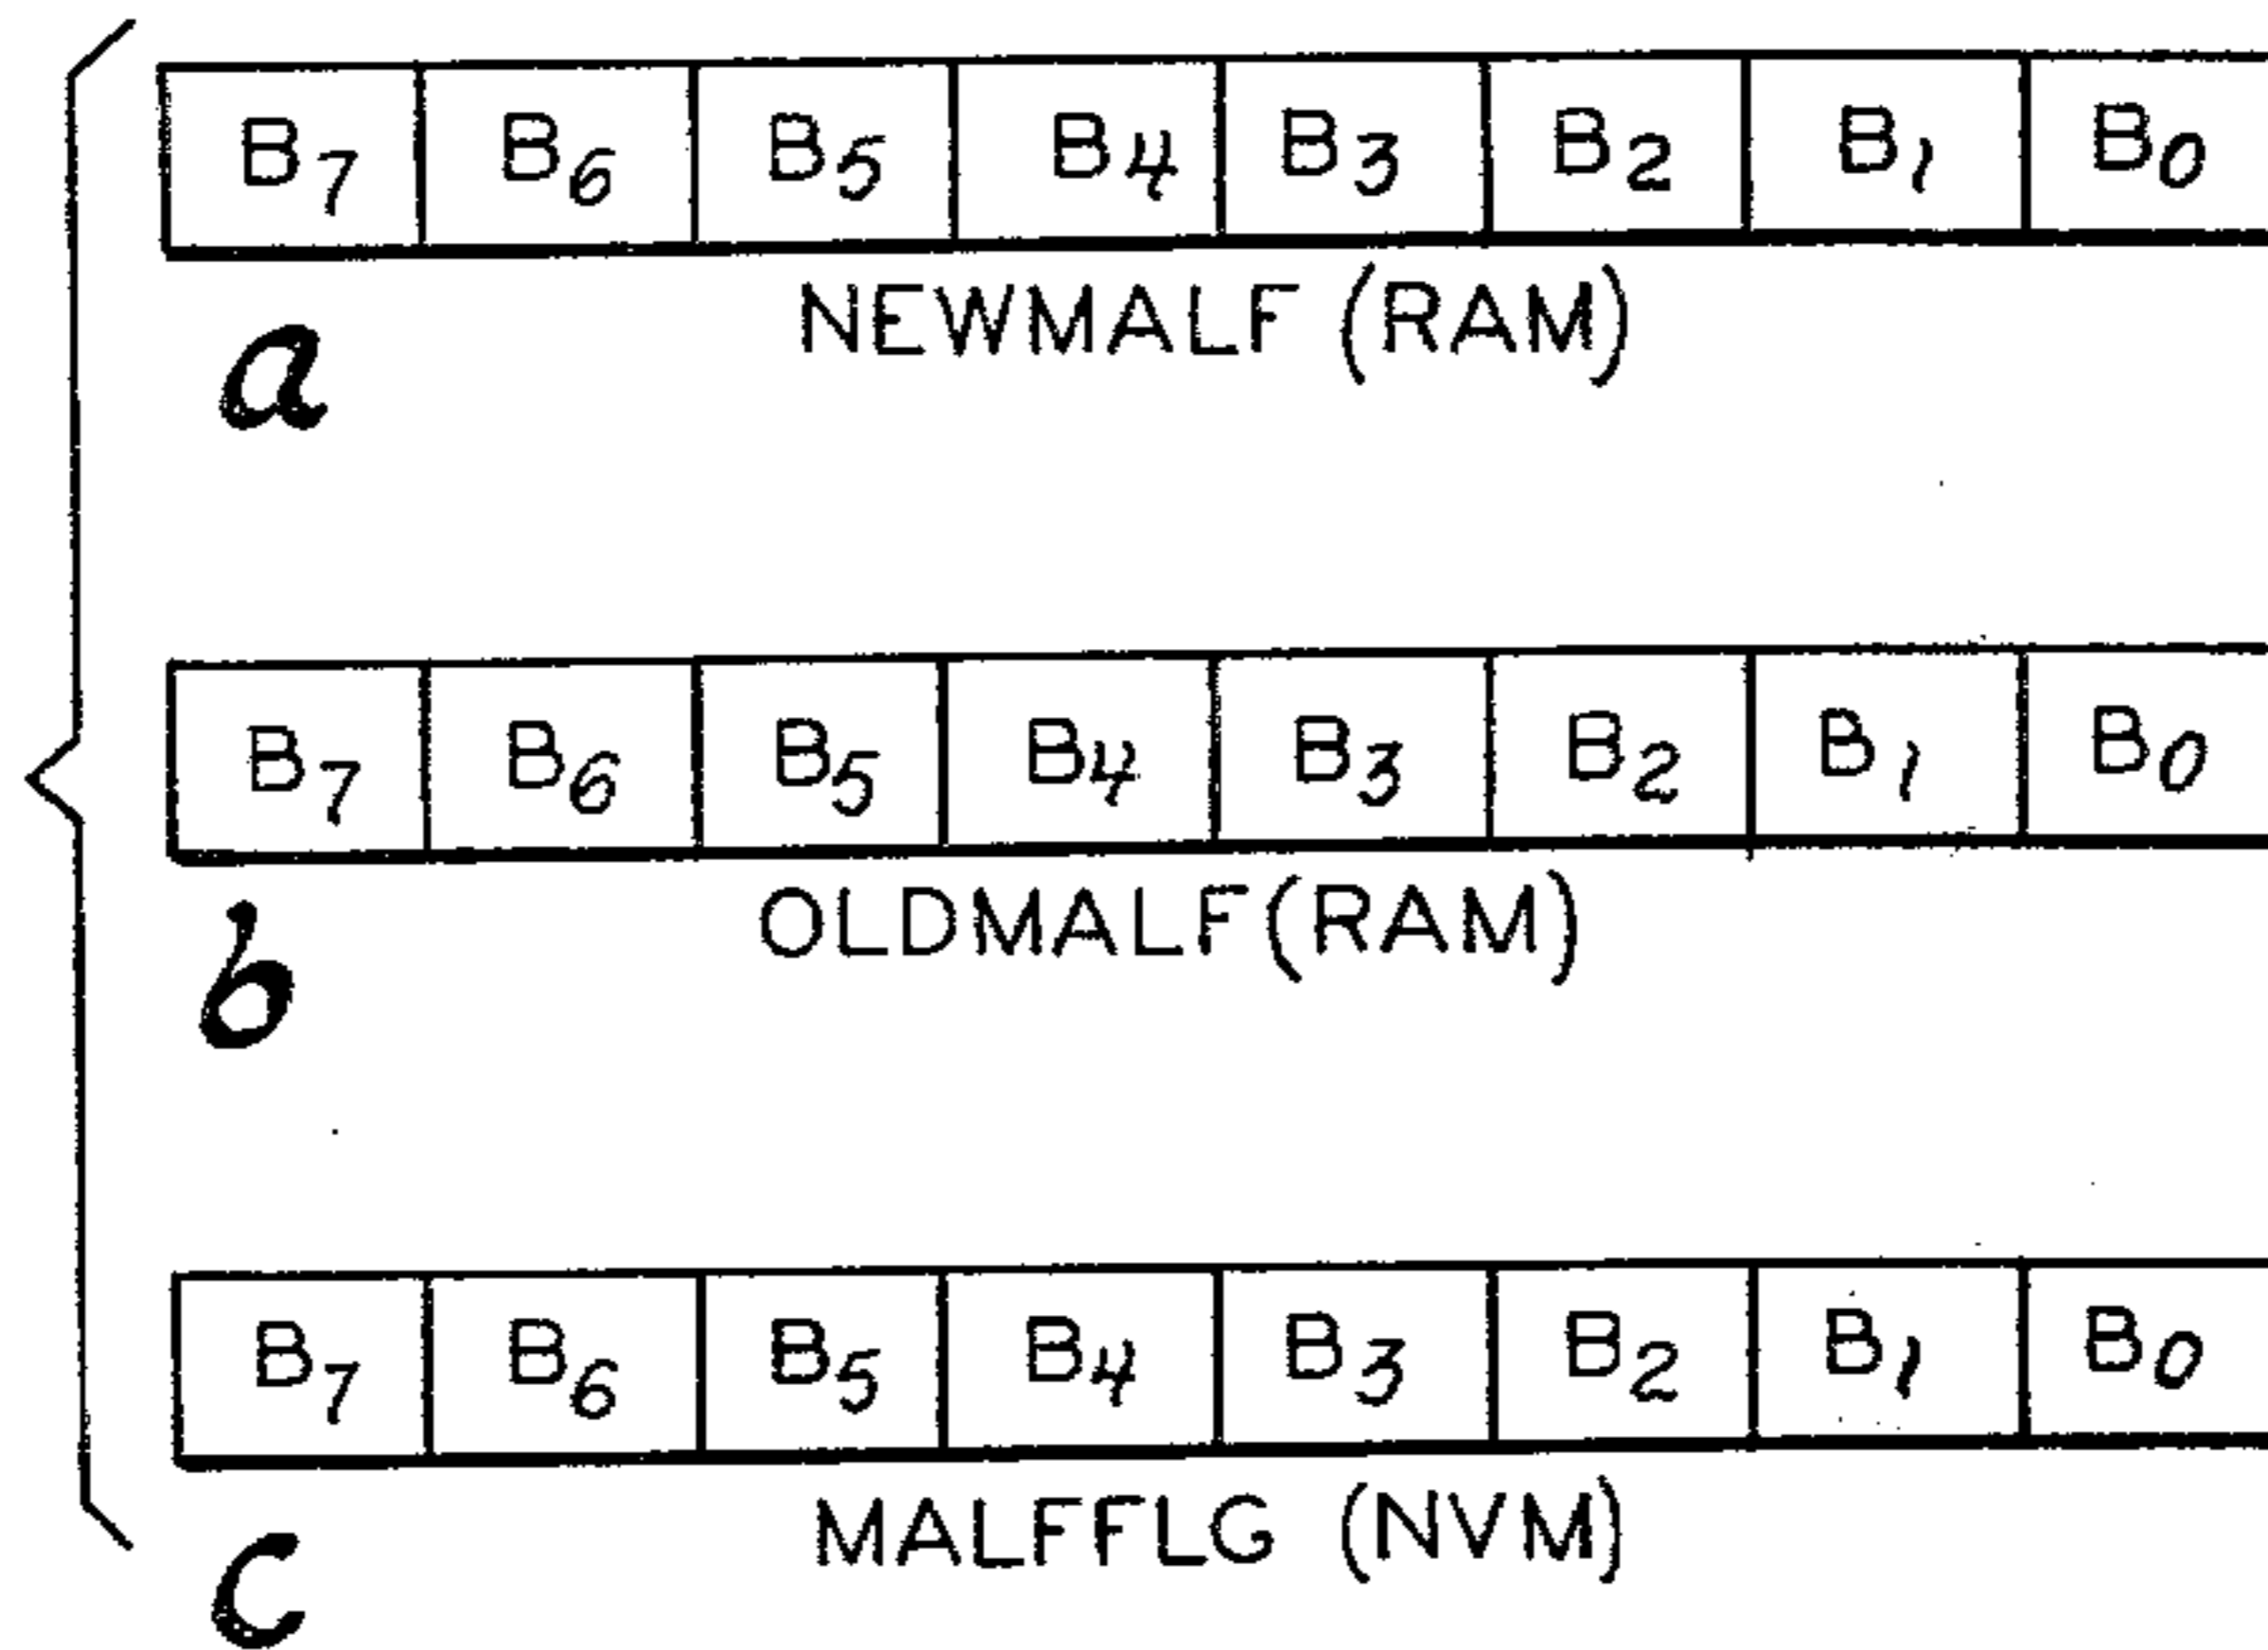 B7 B6 B5 B4 B3 B2 B1 B0
NEWMALF (RAM)
a
B7 B6 B5 B4 B3 B2 B1 B0
OLDMALF (RAM)
b
B7 B6 B5 B4 B3 B2 B1 B0
MALFFLG (NVM)
c